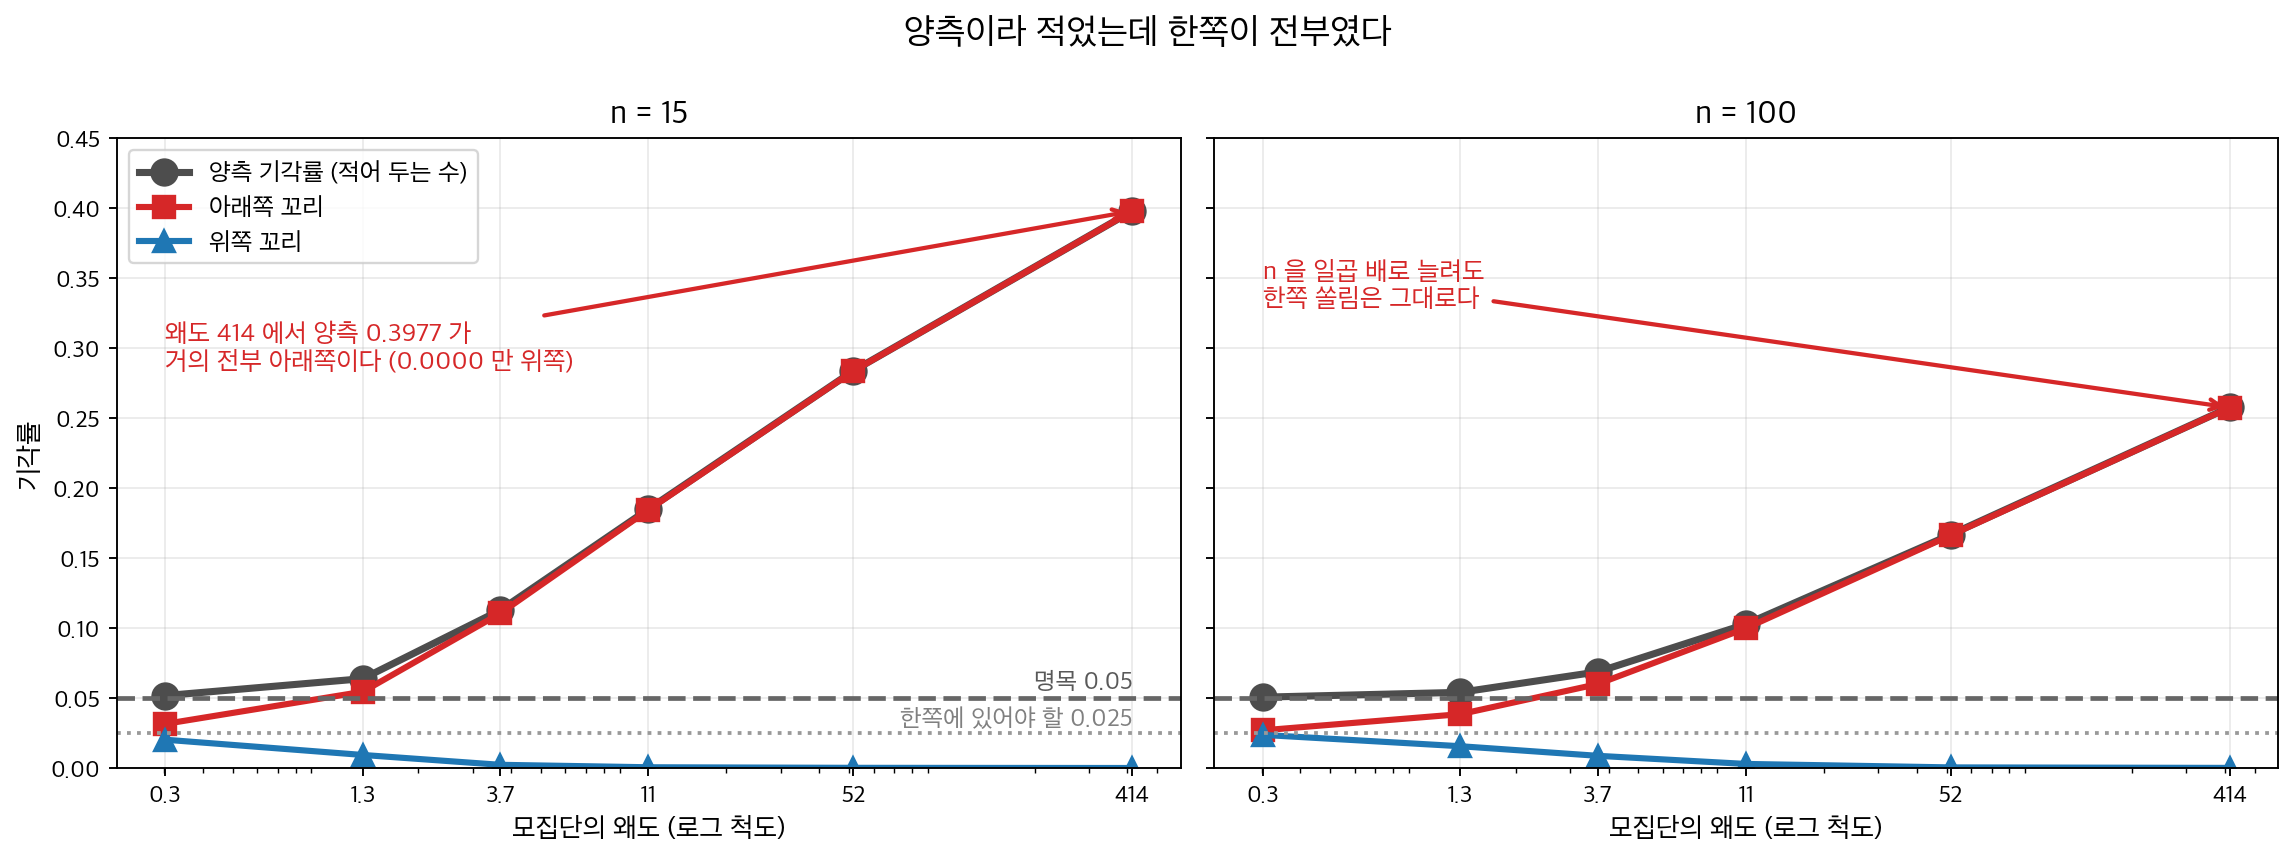 양측이라 적었는데 한쪽이 전부였다
n = 15
양측 기각률 (적어 두는 수)
아래쪽 꼬리
위쪽 꼬리
왜도 414 에서 양측 0.3977 가
거의 전부 아래쪽이다 (0.0000 만 위쪽)
명목 0.05
한쪽에 있어야 할 0.025
기각률
0.45
0.40
0.35
0.30
0.25
0.20
0.15
0.10
0.05
0.00
0.3 1.3 3.7 11 52 414
모집단의 왜도 (로그 척도)
n = 100
n 을 일곱 배로 늘려도
한쪽 쏠림은 그대로다
0.3 1.3 3.7 11 52 414
모집단의 왜도 (로그 척도)